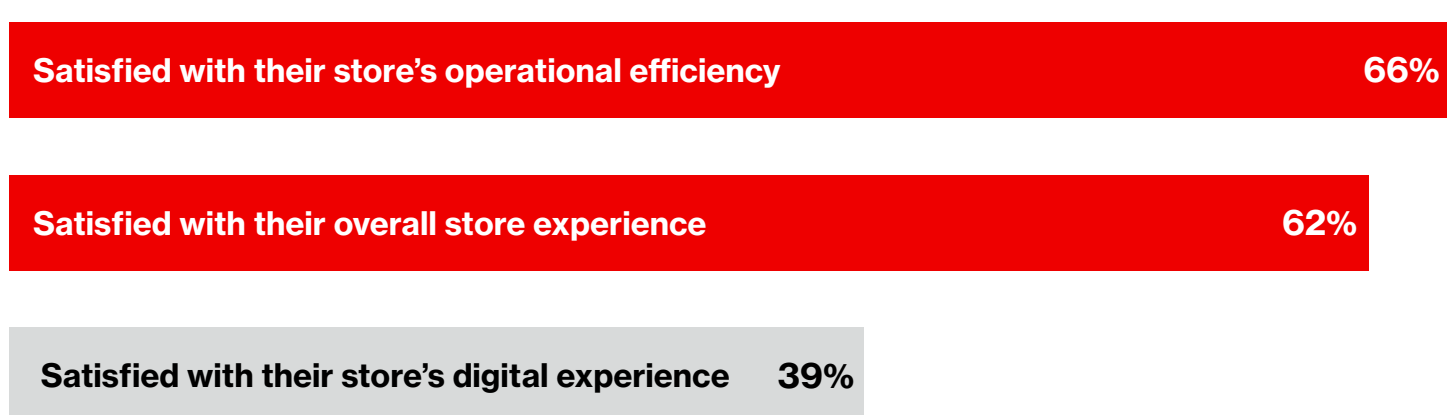 Satisfied with their store’s operational efficiency 66%
Satisfied with their overall store experience 62%
Satisfied with their store’s digital experience 39%